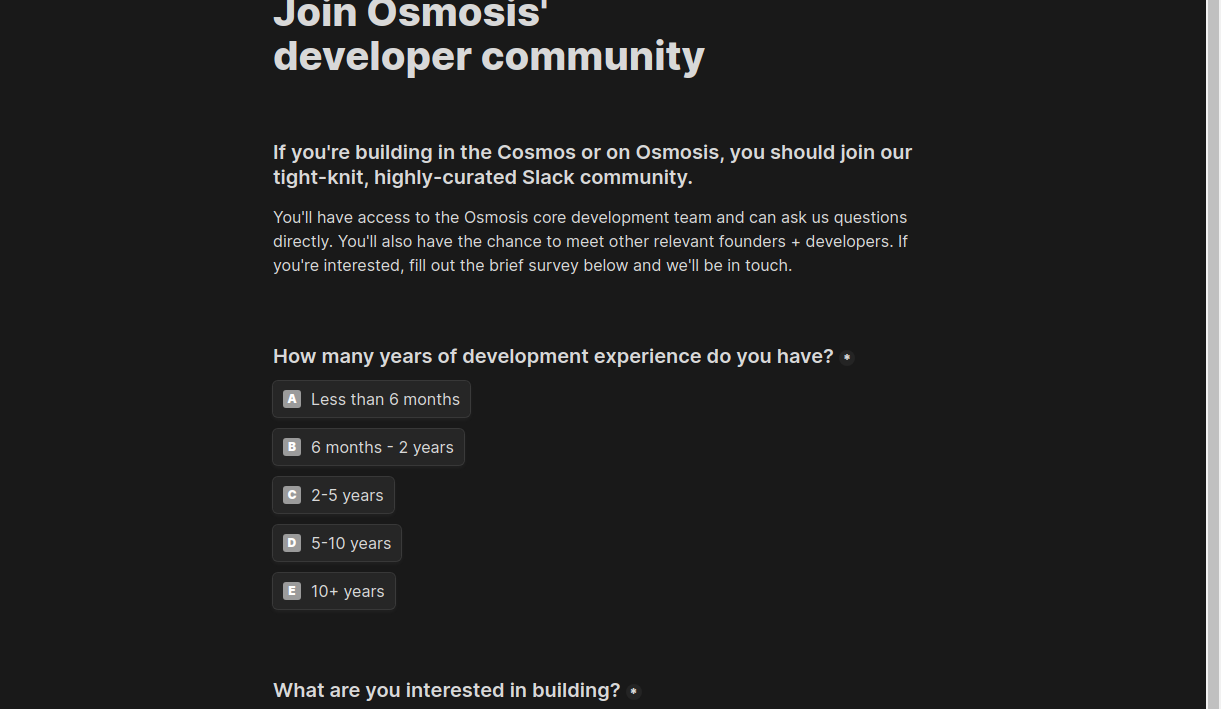 Join Osmosis'
developer community
If you're building in the Cosmos or on Osmosis, you should join our
tight-knit, highly-curated Slack community.
You'll have access to the Osmosis core development team and can ask us questions
directly. You'll also have the chance to meet other relevant founders + developers. If
you're interested, fill out the brief survey below and we'll be in touch.
How many years of development experience do you have? *
A Less than 6 months
B 6 months - 2 years
C 2-5 years
D 5-10 years
E 10+ years
What are you interested in building? *